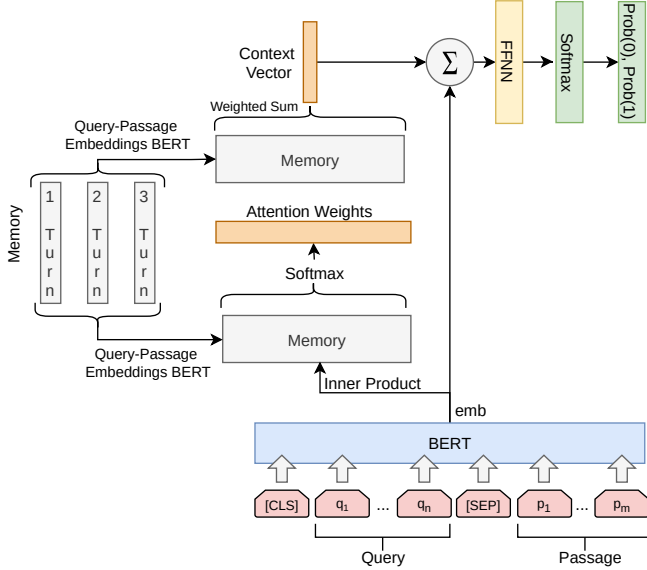 Context
Vector
Σ
FFNN
Softmax
Prob(0), Prob(1)
Weighted Sum
Query-Passage
Embeddings BERT
Memory
Memory
1 Turn
2 Turn
3 Turn
Attention Weights
Softmax
Memory
Query-Passage
Embeddings BERT
Inner Product
emb
BERT
[CLS] q₁ ... qₙ [SEP] p₁ ... pₘ
Query Passage